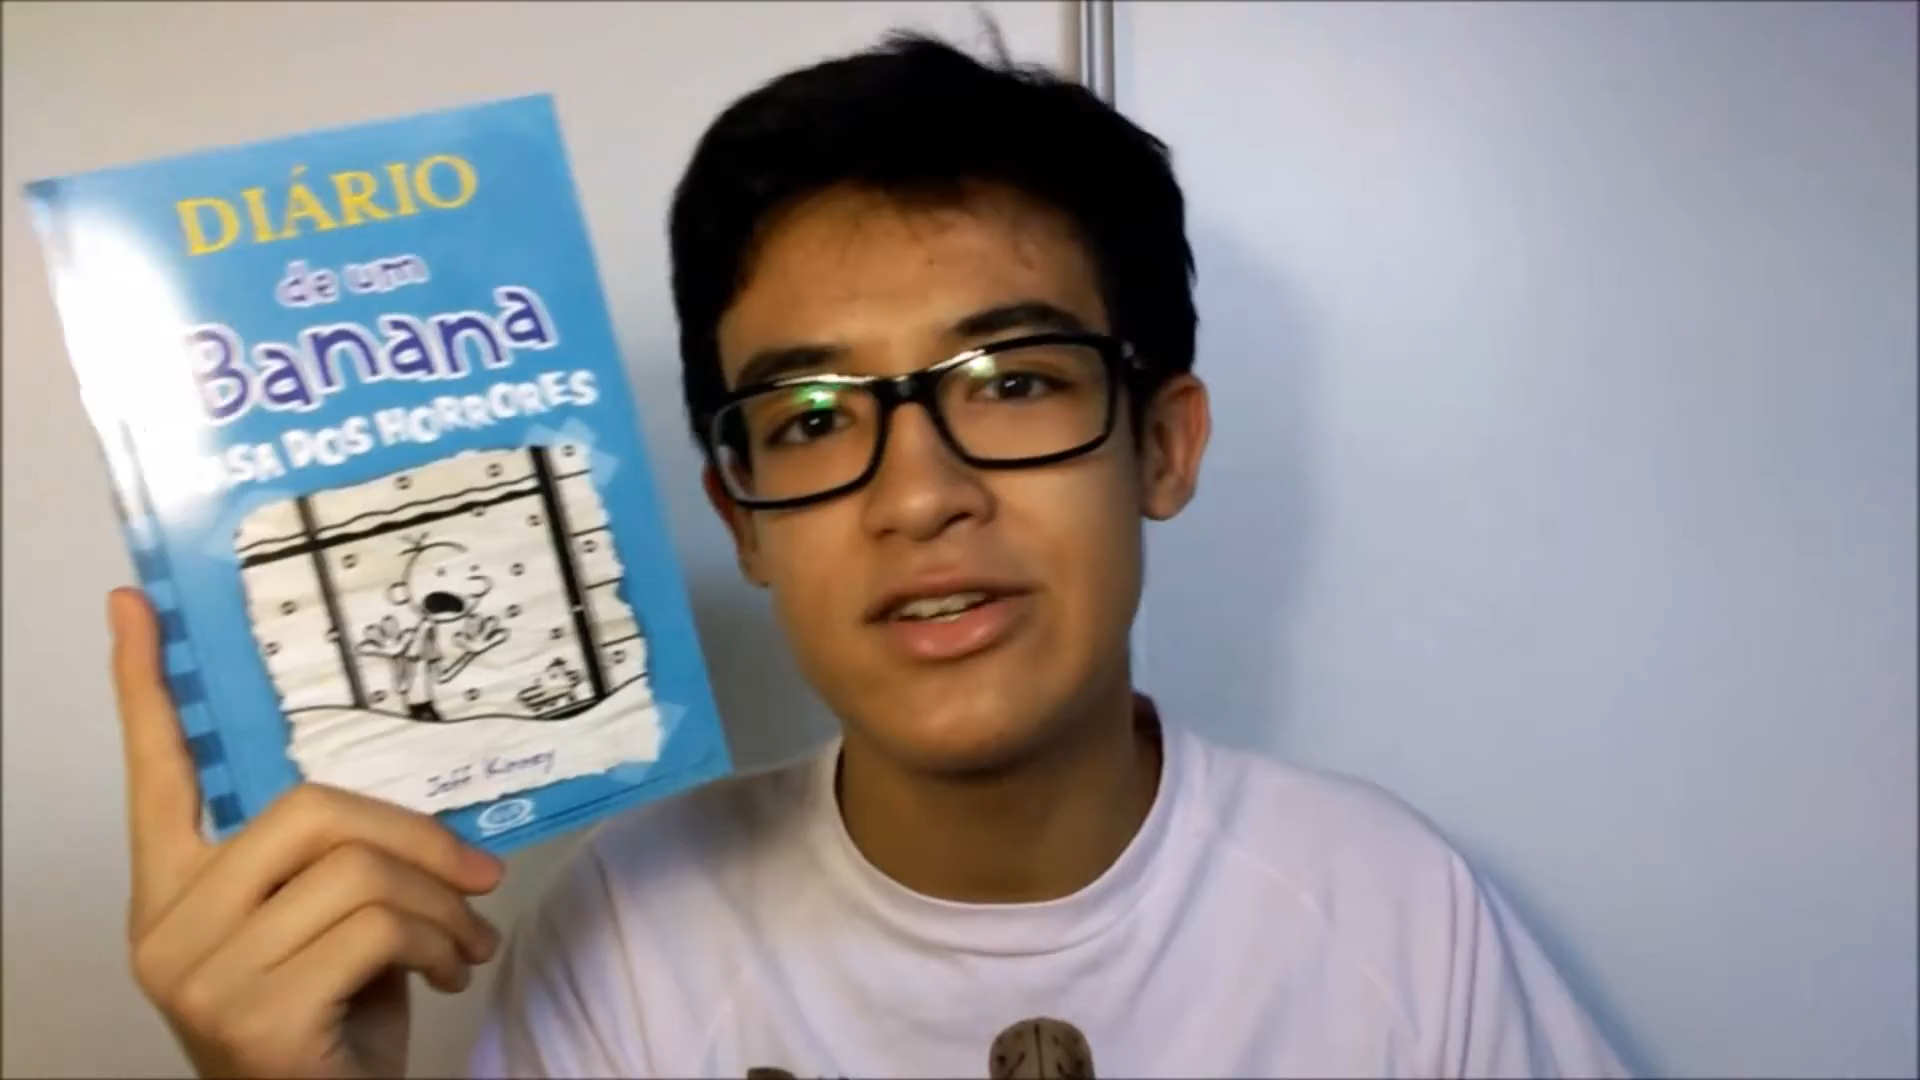 DIÁRIO
de um
Banana
CASA DOS HORRORES
Jeff Kinney